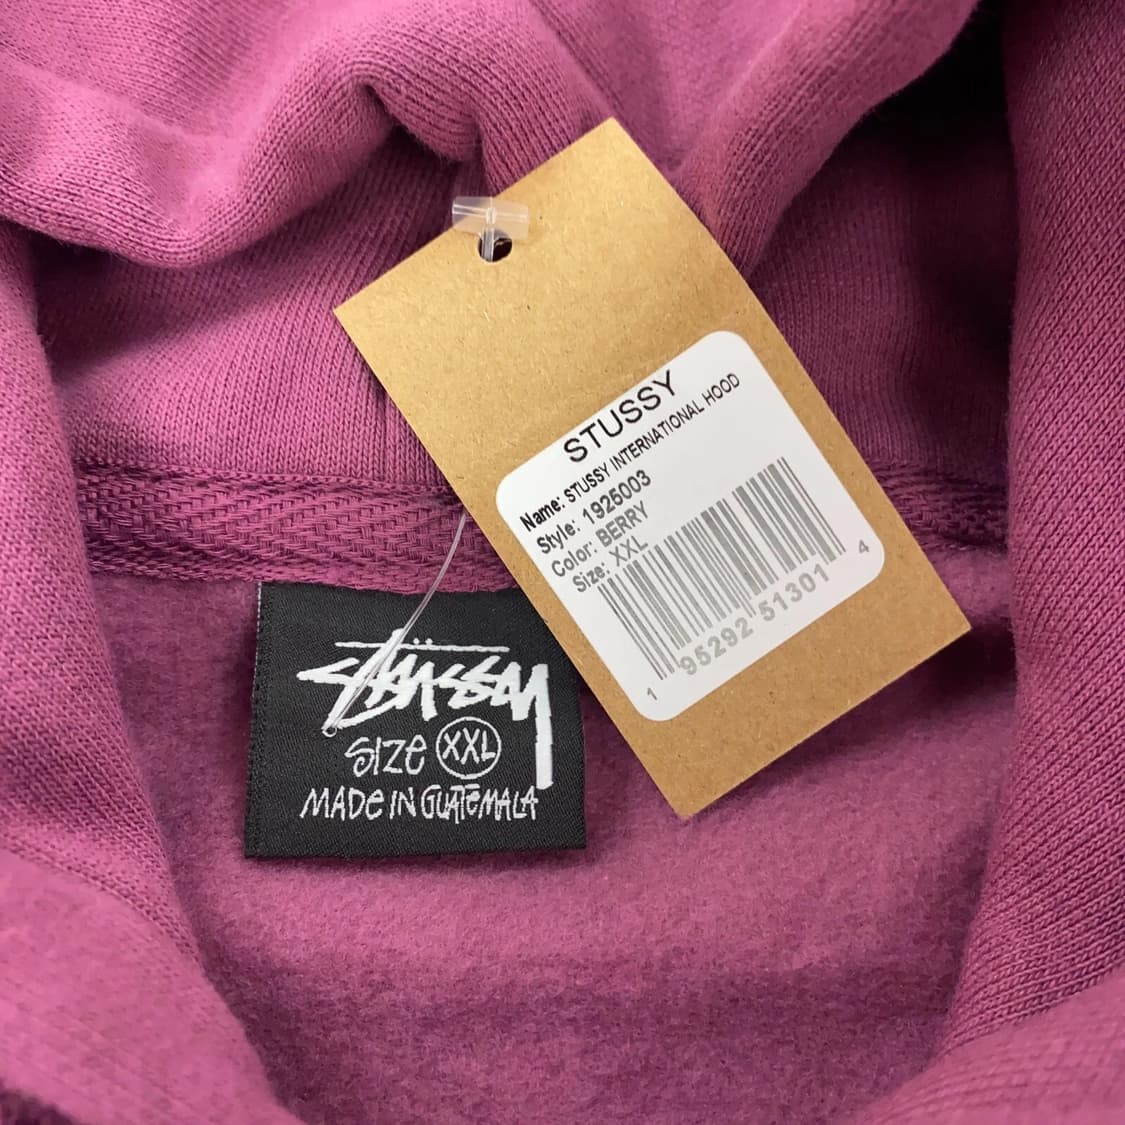 STUSSY
Name: STUSSY INTERNATIONAL HOOD
Style: 1925003
Color: BERRY
Size: XXL
1 95292 51301 4
Stüssy
SIZE XXL
MADE IN GUATEMALA